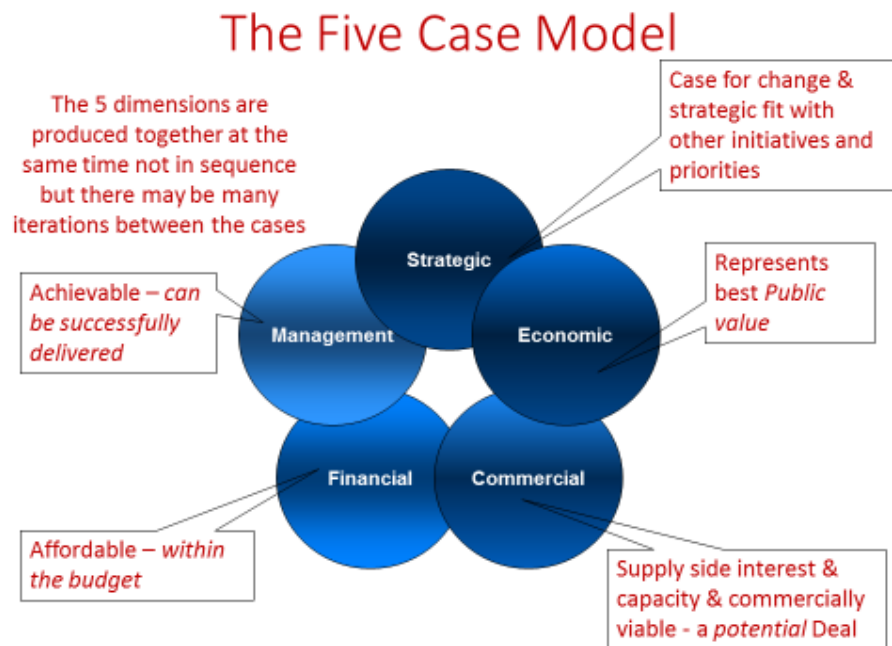 The Five Case Model
The 5 dimensions are
produced together at the
same time not in sequence
but there may be many
iterations between the cases
Case for change &
strategic fit with
other initiatives and
priorities
Strategic
Achievable – can
be successfully
delivered
Management
Economic
Represents
best Public
value
Financial
Commercial
Affordable – within
the budget
Supply side interest &
capacity & commercially
viable - a potential Deal